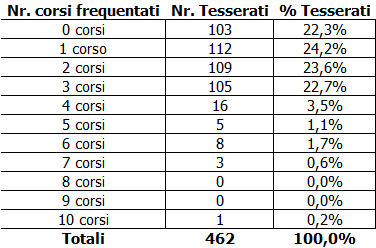 Nr. corsi frequentati Nr. Tesserati % Tesserati
0 corsi 103 22,3%
1 corso 112 24,2%
2 corsi 109 23,6%
3 corsi 105 22,7%
4 corsi 16 3,5%
5 corsi 5 1,1%
6 corsi 8 1,7%
7 corsi 3 0,6%
8 corsi 0 0,0%
9 corsi 0 0,0%
10 corsi 1 0,2%
Totali 462 100,0%